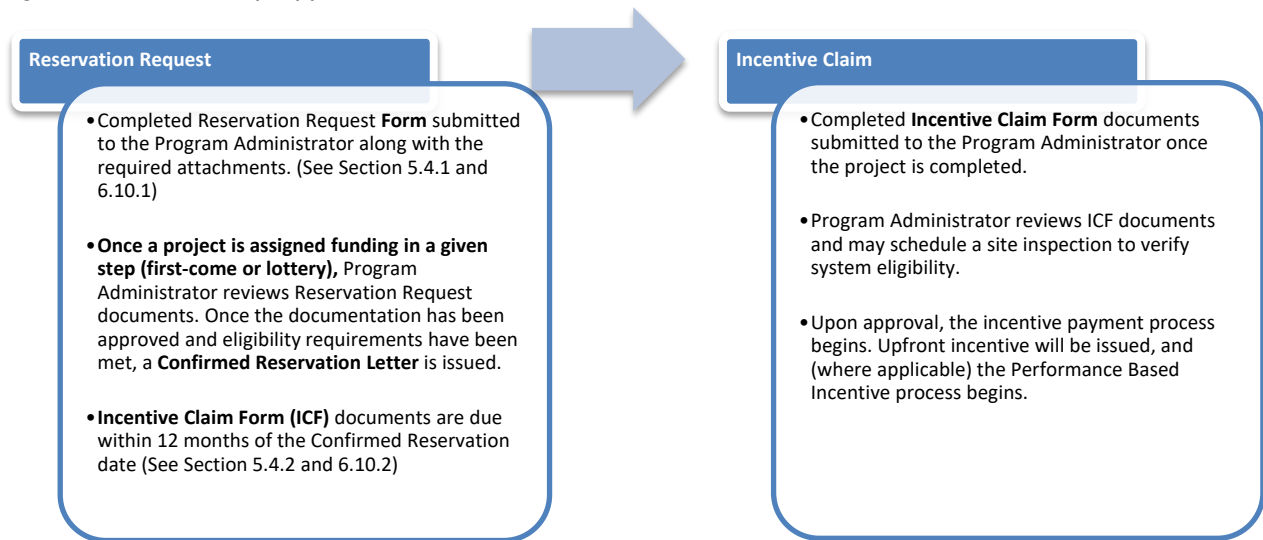 Reservation Request
•Completed Reservation Request Form submitted
to the Program Administrator along with the
required attachments. (See Section 5.4.1 and
6.10.1)
•Once a project is assigned funding in a given
step (first-come or lottery), Program
Administrator reviews Reservation Request
documents. Once the documentation has been
approved and eligibility requirements have been
met, a Confirmed Reservation Letter is issued.
•Incentive Claim Form (ICF) documents are due
within 12 months of the Confirmed Reservation
date (See Section 5.4.2 and 6.10.2)
Incentive Claim
•Completed Incentive Claim Form documents
submitted to the Program Administrator once
the project is completed.
•Program Administrator reviews ICF documents
and may schedule a site inspection to verify
system eligibility.
•Upon approval, the incentive payment process
begins. Upfront incentive will be issued, and
(where applicable) the Performance Based
Incentive process begins.